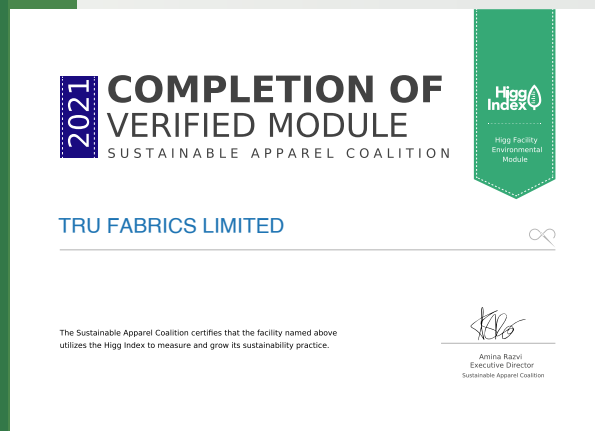 2021
COMPLETION OF
VERIFIED MODULE
SUSTAINABLE APPAREL COALITION
Higg
Index
Higg Facility
Environmental
Module
TRU FABRICS LIMITED
The Sustainable Apparel Coalition certifies that the facility named above
utilizes the Higg Index to measure and grow its sustainability practice.
Amina Razvi
Executive Director
Sustainable Apparel Coalition